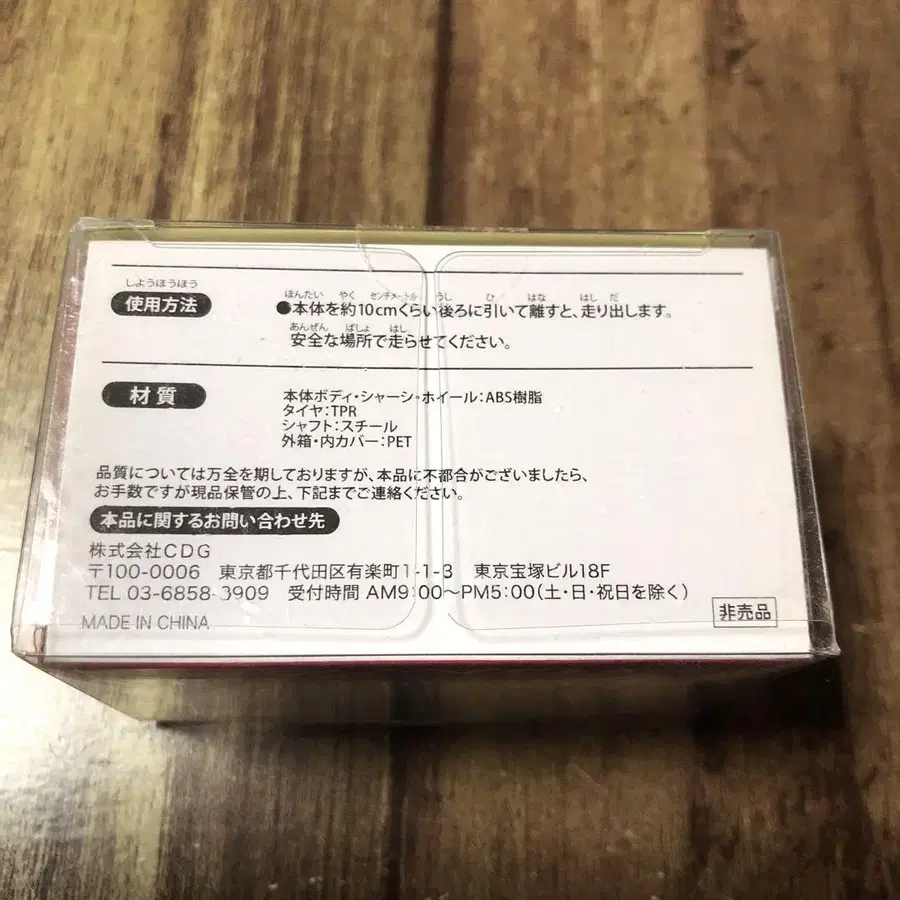 しようほうほう
使用方法
ほんたい やく センチメートル うし ひ はな はし だ
●本体を約10cmくらい後ろに引いて離すと、走り出します。
あんぜん ばしょ はし
安全な場所で走らせてください。
材質
本体ボディ・シャーシ・ホイール:ABS樹脂
タイヤ:TPR
シャフト:スチール
外箱・内カバー:PET
品質については万全を期しておりますが、本品に不都合がございましたら、
お手数ですが現品保管の上、下記までご連絡ください。
本品に関するお問い合わせ先
株式会社CDG
〒100-0006 東京都千代田区有楽町1-1-3 東京宝塚ビル18F
TEL 03-6858-3909 受付時間 AM9:00〜PM5:00(土・日・祝日を除く)
MADE IN CHINA
非売品